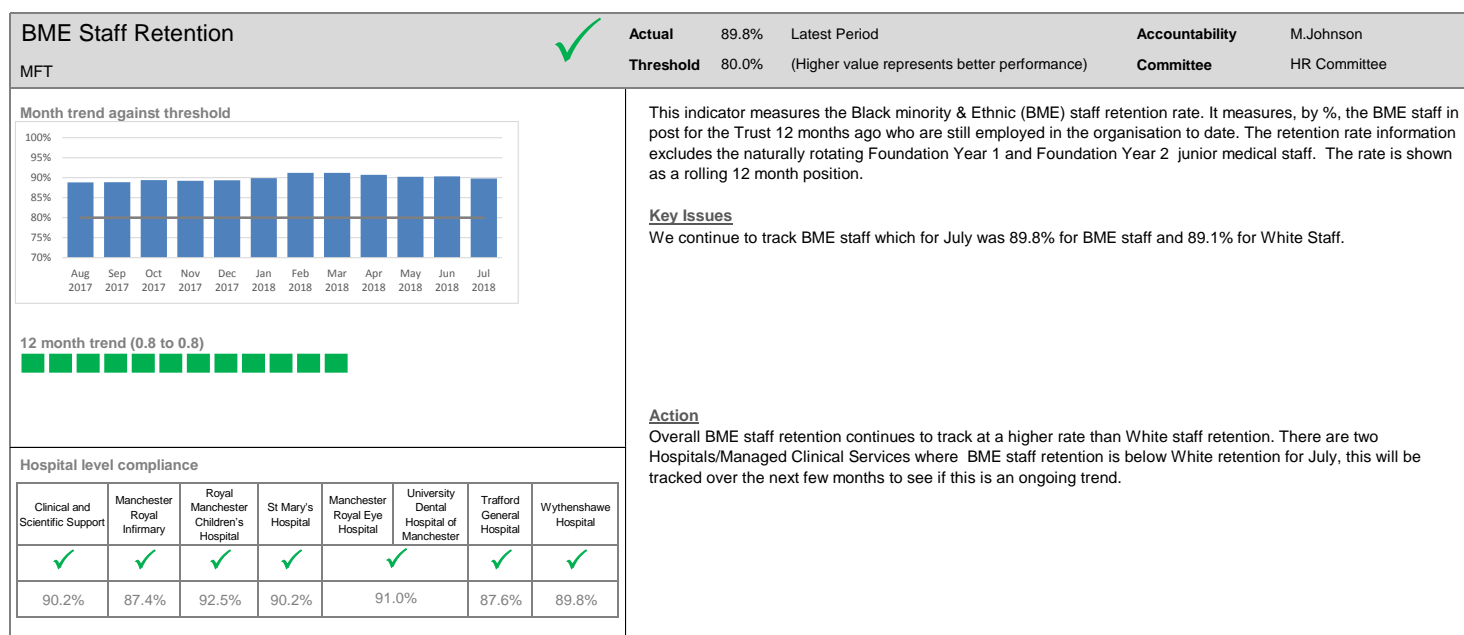 BME Staff Retention
MFT
Actual 89.8% Latest Period Accountability M.Johnson
Threshold 80.0% (Higher value represents better performance) Committee HR Committee
Month trend against threshold
100%
95%
90%
85%
80%
75%
70%
Aug Sep Oct Nov Dec Jan Feb Mar Apr May Jun Jul
2017 2017 2017 2017 2017 2018 2018 2018 2018 2018 2018 2018
12 month trend (0.8 to 0.8)
This indicator measures the Black minority & Ethnic (BME) staff retention rate. It measures, by %, the BME staff in
post for the Trust 12 months ago who are still employed in the organisation to date. The retention rate information
excludes the naturally rotating Foundation Year 1 and Foundation Year 2 junior medical staff. The rate is shown
as a rolling 12 month position.
Key Issues
We continue to track BME staff which for July was 89.8% for BME staff and 89.1% for White Staff.
Action
Overall BME staff retention continues to track at a higher rate than White staff retention. There are two
Hospitals/Managed Clinical Services where BME staff retention is below White retention for July, this will be
tracked over the next few months to see if this is an ongoing trend.
Hospital level compliance
Clinical and
Scientific Support
Manchester
Royal
Infirmary
Royal
Manchester
Children's
Hospital
St Mary's
Hospital
Manchester
Royal Eye
Hospital
University
Dental
Hospital of
Manchester
Trafford
General
Hospital
Wythenshawe
Hospital
90.2% 87.4% 92.5% 90.2% 91.0% 87.6% 89.8%